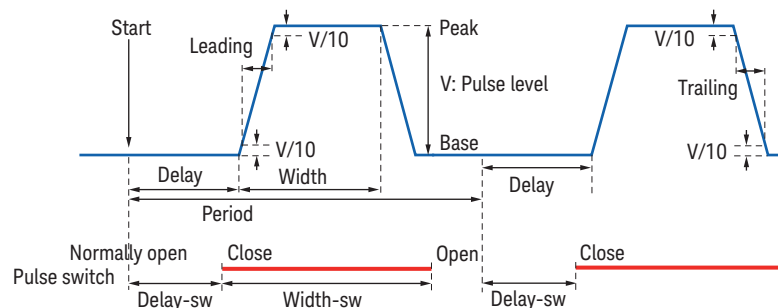 Start
Leading
V/10
Peak
V/10
V: Pulse level
Trailing
V/10
Base
V/10
Delay
Width
Delay
Period
Normally open
Close
Open
Close
Pulse switch
Delay-sw
Width-sw
Delay-sw